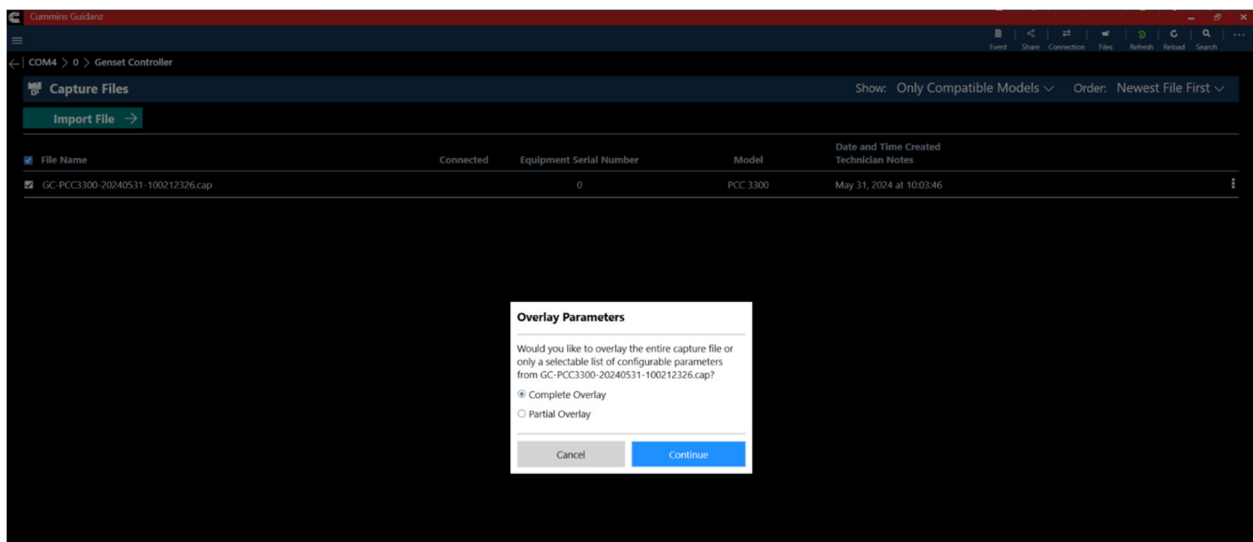 Cummins Guidanz
Event Share Connection Files Refresh Reload Search
COM4 > 0 > Genset Controller
Capture Files Show: Only Compatible Models Order: Newest File First
Import File →
File Name Connected Equipment Serial Number Model Date and Time Created
Technician Notes
GC-PCC3300-20240531-100212326.cap 0 PCC 3300 May 31, 2024 at 10:03:46
Overlay Parameters
Would you like to overlay the entire capture file or
only a selectable list of configurable parameters
from GC-PCC3300-20240531-100212326.cap?
Complete Overlay
Partial Overlay
Cancel Continue